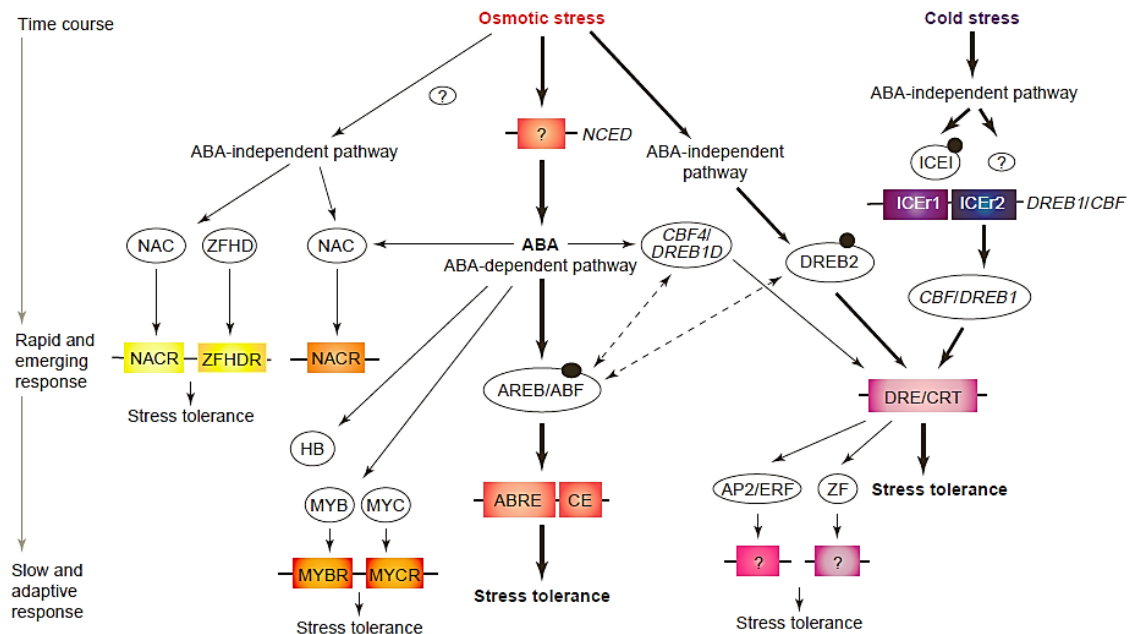 Time course
Osmotic stress
Cold stress
?
ABA-independent pathway
? NCED
ABA-independent pathway
ABA-independent
pathway
ICEI
?
ICEr1 ICEr2 DREB1/CBF
NAC ZFHD NAC
ABA
ABA-dependent pathway
CBF4/
DREB1D
DREB2
CBF/DREB1
Rapid and
emerging
response
NACR ZFHDR NACR
Stress tolerance
AREB/ABF
DRE/CRT
HB
MYB MYC
ABRE CE
AP2/ERF ZF
Stress tolerance
? ?
Slow and
adaptive
response
MYBR MYCR
Stress tolerance
Stress tolerance
Stress tolerance